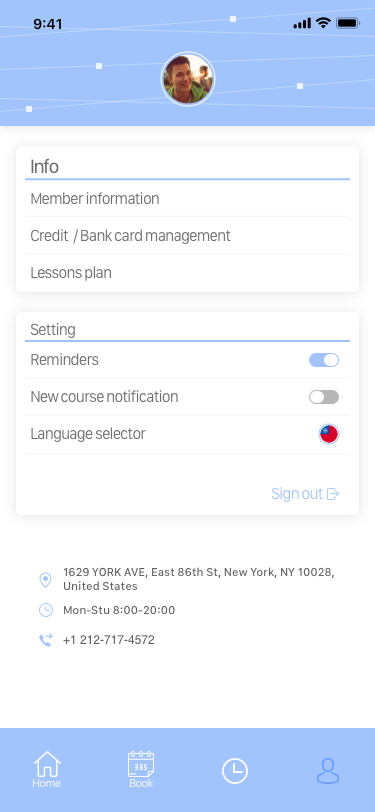 9:41
Info
Member information
Credit / Bank card management
Lessons plan
Setting
Reminders
New course notification
Language selector
Sign out
1629 YORK AVE, East 86th St, New York, NY 10028,
United States
Mon-Stu 8:00-20:00
+1 212-717-4572
365
Home
Book